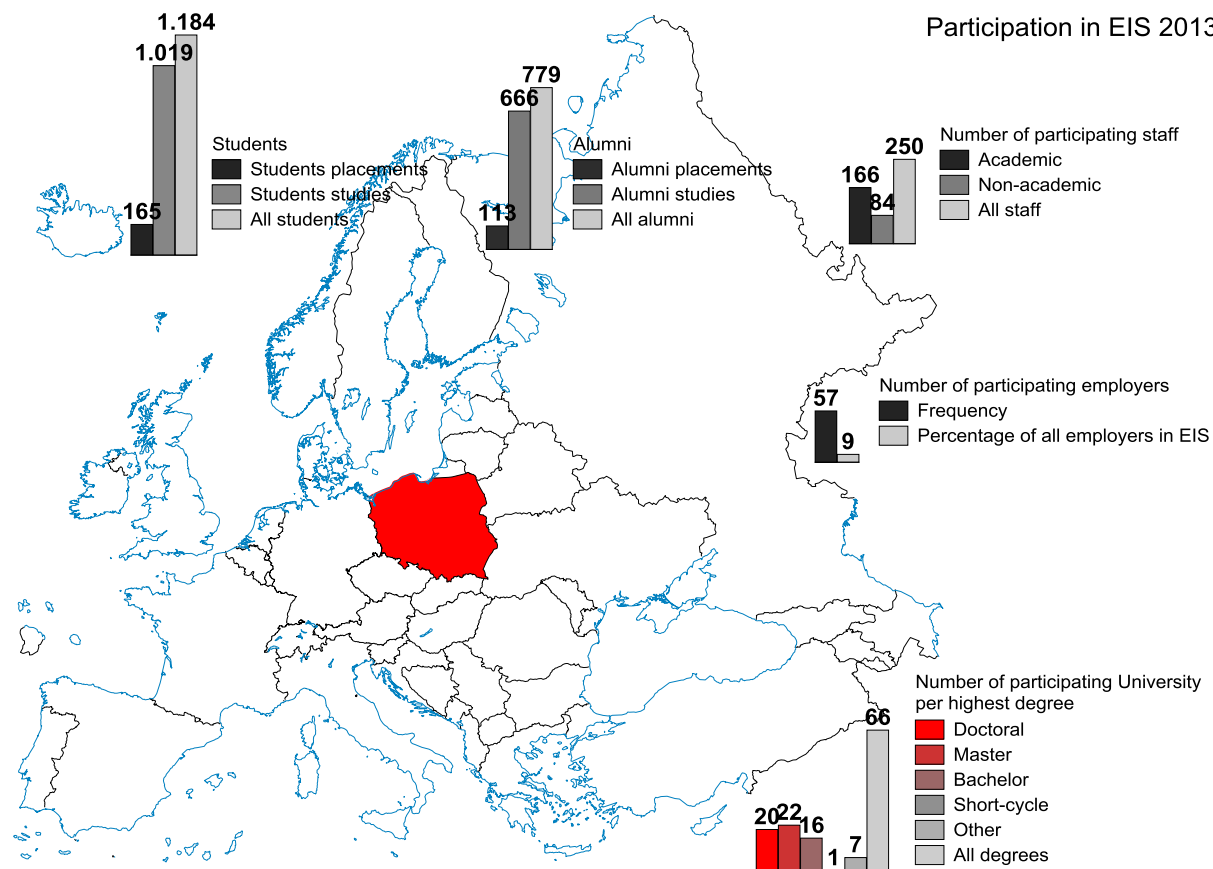 Participation in EIS 2013
1.184
1.019
165
Students
Students placements
Students studies
All students
779
666
113
Alumni
Alumni placements
Alumni studies
All alumni
250
166
84
Number of participating staff
Academic
Non-academic
All staff
57
9
Number of participating employers
Frequency
Percentage of all employers in EIS
Number of participating University
per highest degree
Doctoral
Master
Bachelor
Short-cycle
Other
All degrees
66
20
22
16
1
7